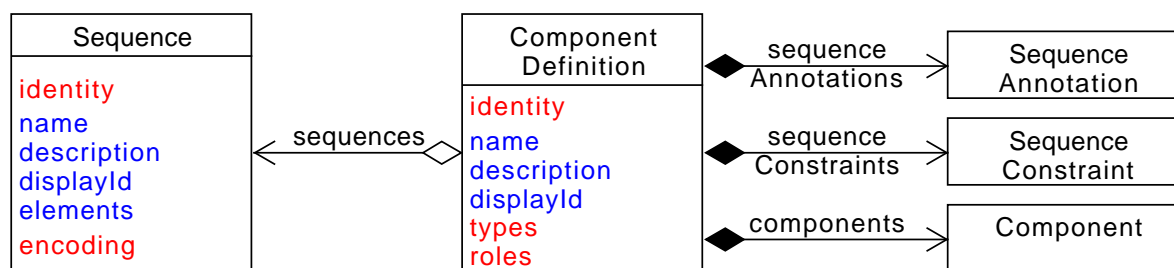 Sequence
identity
name
description
displayId
elements
encoding
sequences
Component
Definition
identity
name
description
displayId
types
roles
sequence
Annotations
Sequence
Annotation
sequence
Constraints
Sequence
Constraint
components
Component